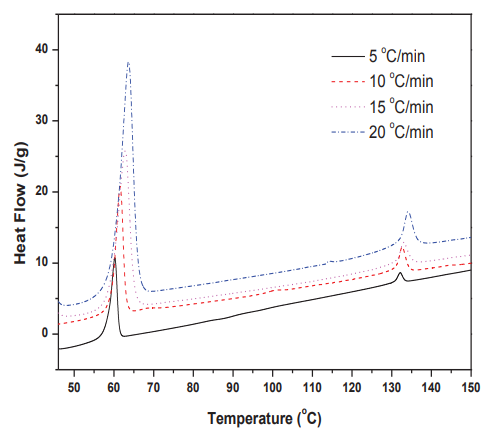 40
30
20
10
0
Heat Flow (J/g)
5 °C/min
10 °C/min
15 °C/min
20 °C/min
50 60 70 80 90 100 110 120 130 140 150
Temperature (°C)